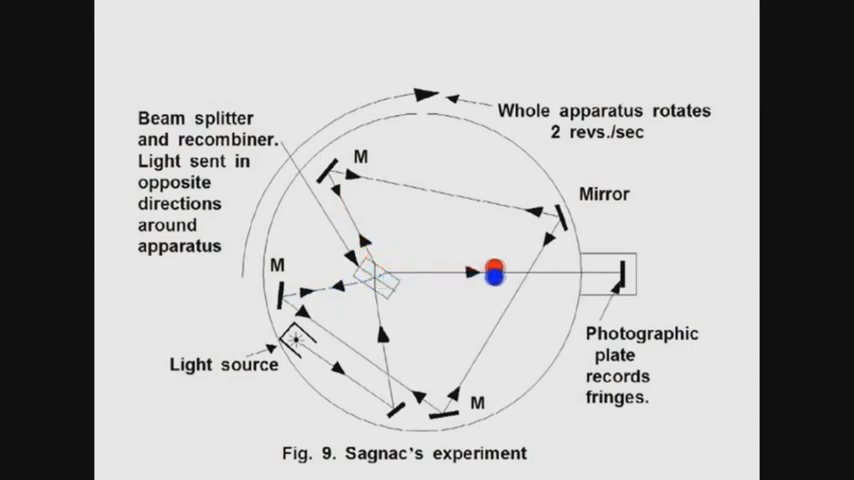 Beam splitter
and recombiner.
Light sent in
opposite
directions
around
apparatus
Whole apparatus rotates
2 revs./sec
M
Mirror
M
Light source
M
Photographic
plate
records
fringes.
Fig. 9. Sagnac's experiment